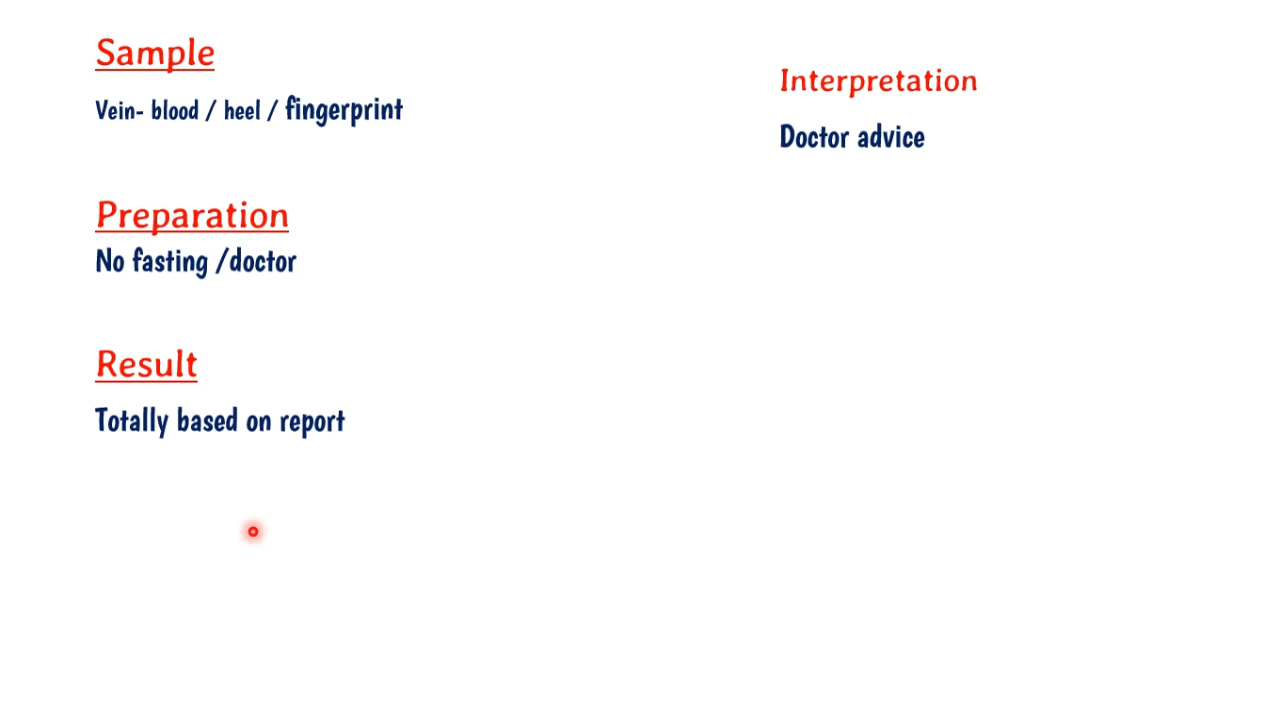 Sample
Vein- blood / heel / fingerprint
Preparation
No fasting /doctor
Result
Totally based on report
Interpretation
Doctor advice